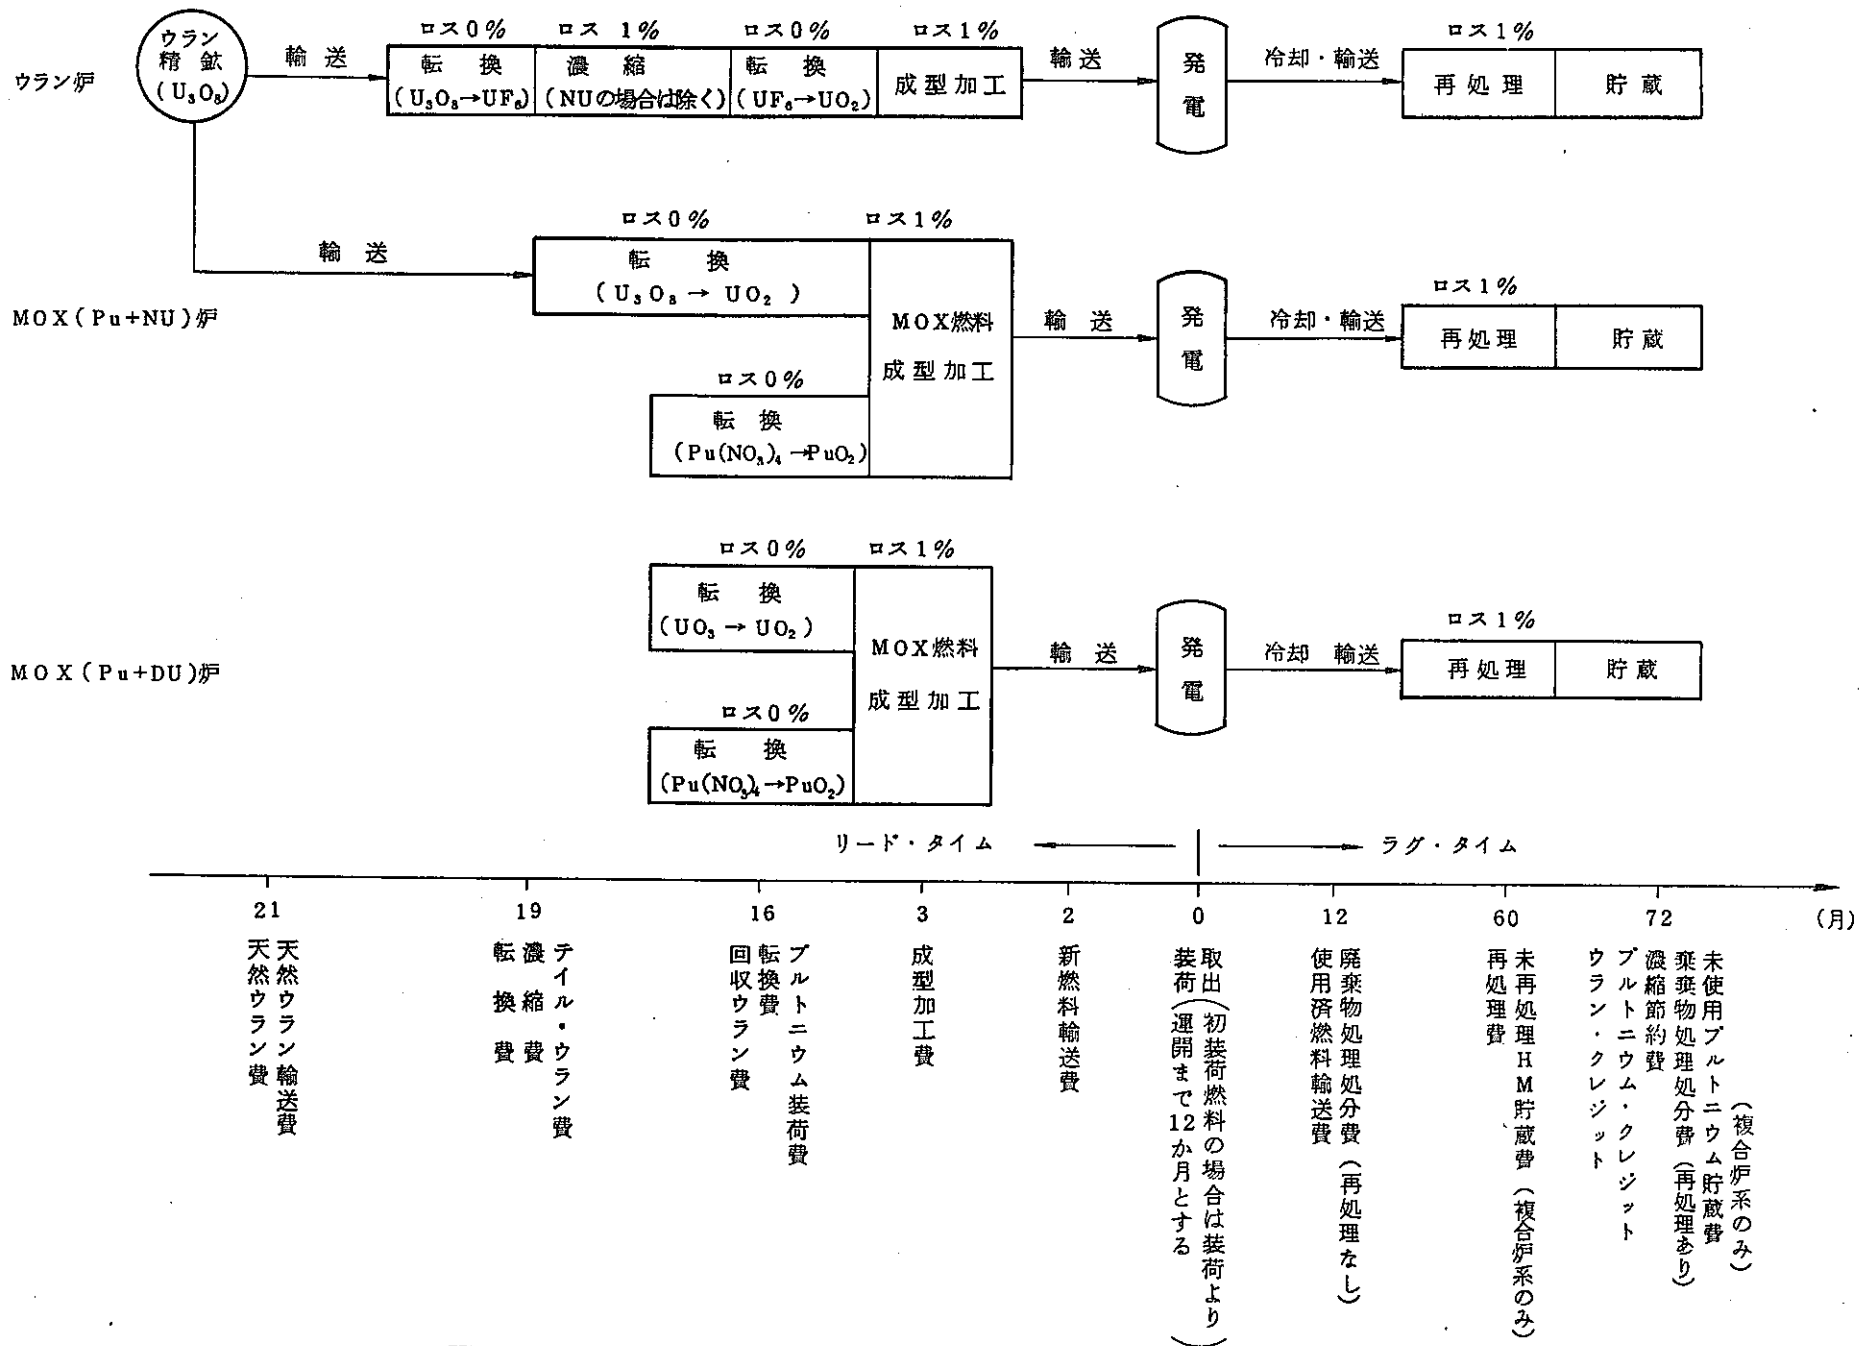 ウラン炉
ウラン
精鉱
(U₃O₈)
輸送
ロス0%
ロス 1%
ロス0%
ロス1%
転換
(U₃O₈→UF₆)
濃縮
(NUの場合は除く)
転換
(UF₆→UO₂)
成型加工
輸送
発電
冷却・輸送
ロス1%
再処理
貯蔵
MOX(Pu+NU)炉
輸送
ロス0%
ロス1%
転換
(U₃O₈ → UO₂)
ロス0%
転換
(Pu(NO₃)₄→PuO₂)
MOX燃料
成型加工
輸送
発電
冷却・輸送
ロス1%
再処理
貯蔵
MOX(Pu+DU)炉
ロス0%
ロス1%
転換
(UO₃ → UO₂)
ロス0%
転換
(Pu(NO₃)₄→PuO₂)
MOX燃料
成型加工
輸送
発電
冷却 輸送
ロス1%
再処理
貯蔵
リード・タイム
ラグ・タイム
21
19
16
3
2
0
12
60
72
(月)
天然ウラン輸送費
天然ウラン費
テイル・ウラン費
濃縮費
転換費
プルトニウム装荷費
転換費
回収ウラン費
成型加工費
新燃料輸送費
取出(初装荷燃料の場合は装荷より
装荷(運開まで12か月とする)
廃棄物処理処分費(再処理なし)
使用済燃料輸送費
未再処理HM貯蔵費(複合炉系のみ)
再処理費
(複合炉系のみ)
未使用プルトニウム貯蔵費
棄棄物処理処分費(再処理あり)
濃縮節約費
プルトニウム・クレジット
ウラン・クレジット